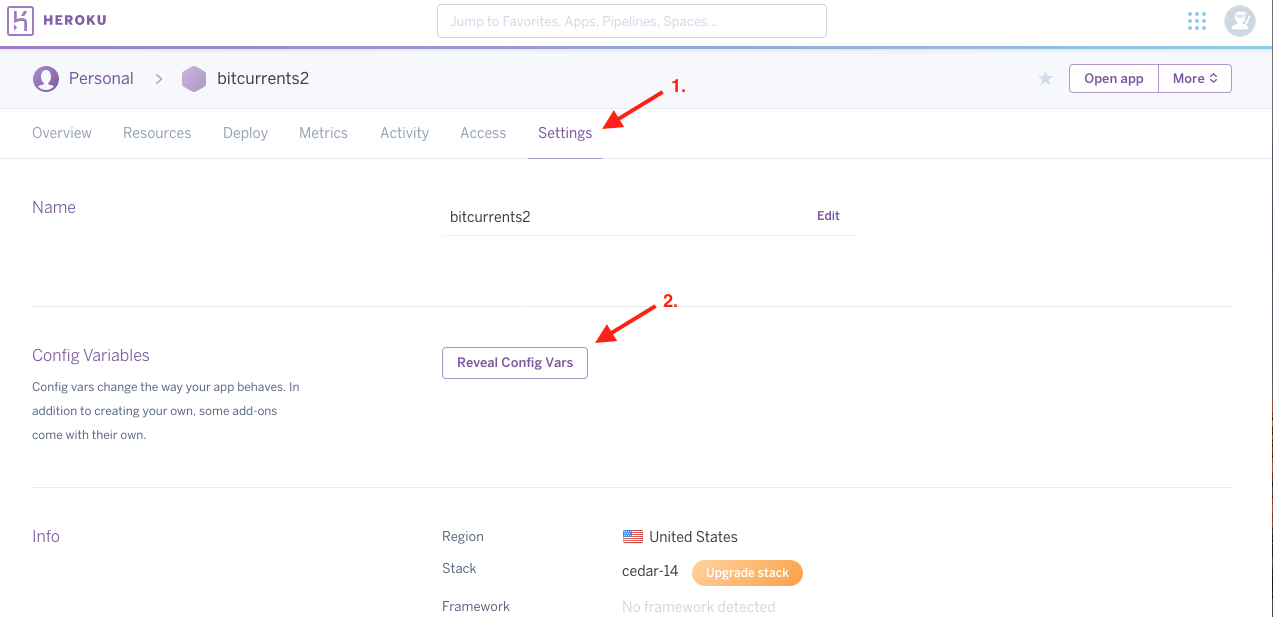 HEROKU
Jump to Favorites, Apps, Pipelines, Spaces...
Personal > bitcurrents2
Open app
More
1.
Overview Resources Deploy Metrics Activity Access Settings
Name
bitcurrents2
Edit
2.
Config Variables
Reveal Config Vars
Config vars change the way your app behaves. In
addition to creating your own, some add-ons
come with their own.
Info
Region United States
Stack cedar-14 Upgrade stack
Framework No framework detected